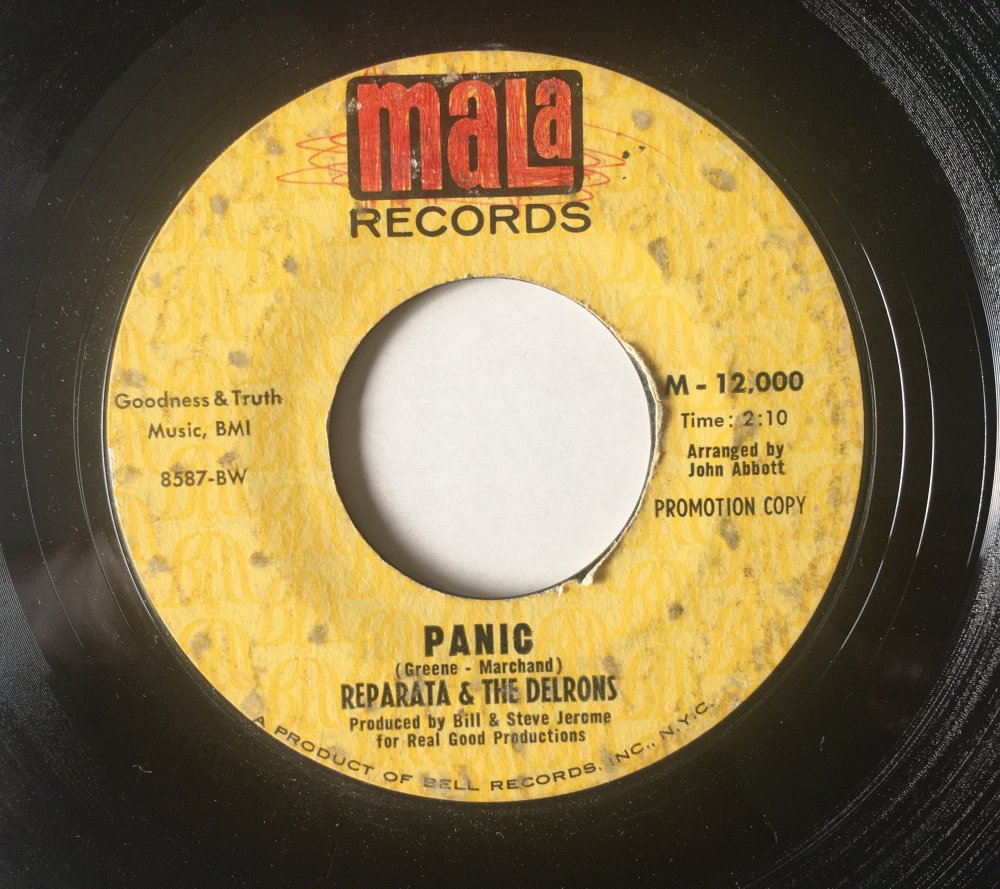 mala
RECORDS
Goodness & Truth
Music, BMI
8587-BW
M - 12,000
Time: 2:10
Arranged by
John Abbott
PROMOTION COPY
PANIC
(Greene - Marchand)
REPARATA & THE DELRONS
Produced by Bill & Steve Jerome
for Real Good Productions
A PRODUCT OF BELL RECORDS, INC., N.Y.C.